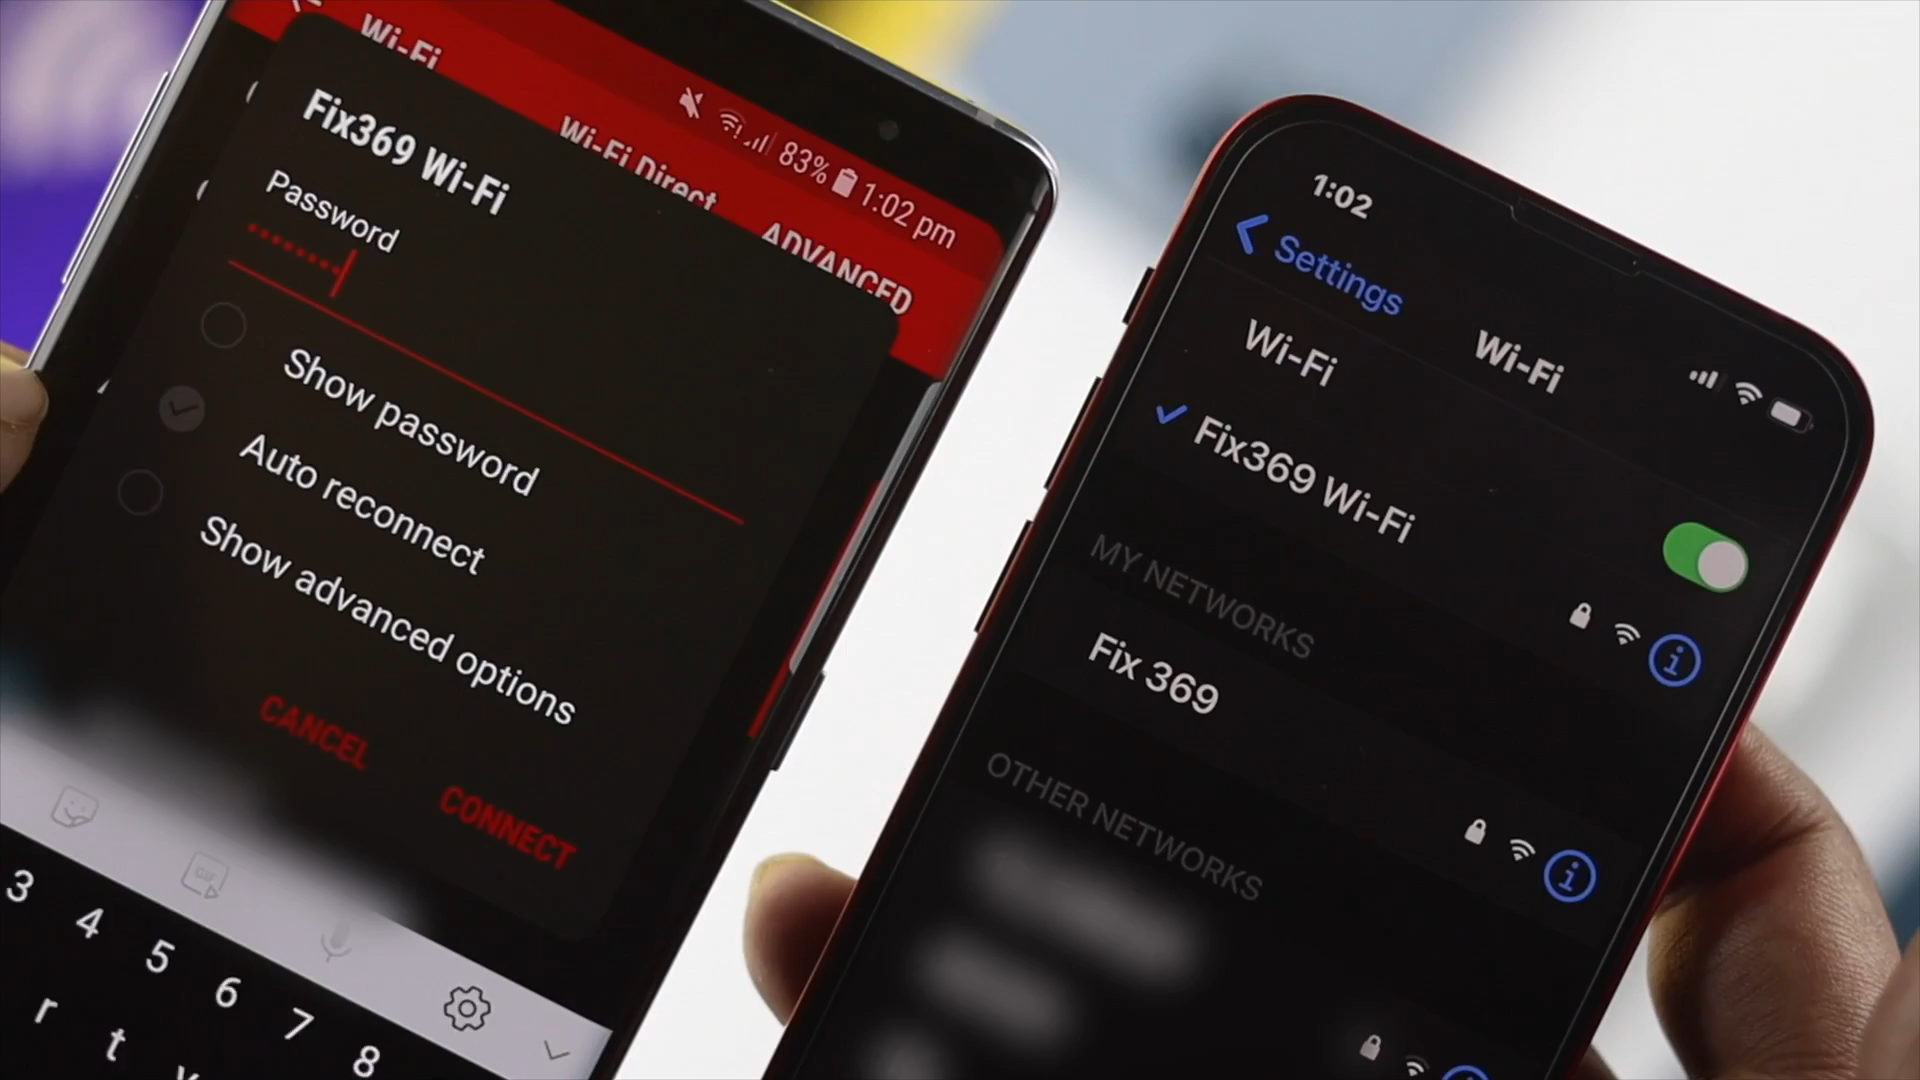 Wi-Fi
Wi-Fi Direct
ADVANCED
83% 1:02 pm
Fix369 Wi-Fi
Password
Show password
Auto reconnect
Show advanced options
CANCEL
CONNECT
GIF
3 4 5 6 7 8
r t
1:02
Settings
Wi-Fi
Wi-Fi
Fix369 Wi-Fi
MY NETWORKS
Fix 369
OTHER NETWORKS